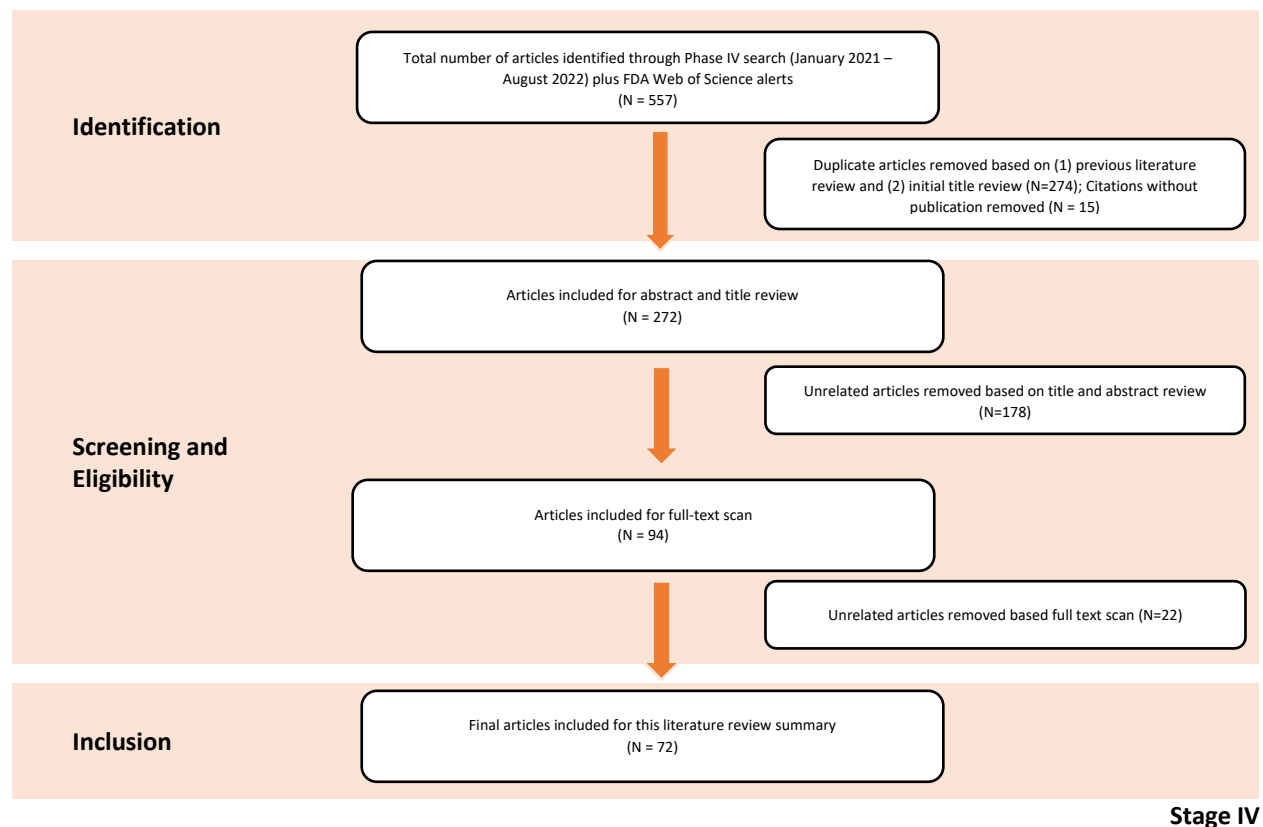 Identification
Total number of articles identified through Phase IV search (January 2021 –
August 2022) plus FDA Web of Science alerts
(N = 557)
Duplicate articles removed based on (1) previous literature
review and (2) initial title review (N=274); Citations without
publication removed (N = 15)
Screening and
Eligibility
Articles included for abstract and title review
(N = 272)
Unrelated articles removed based on title and abstract review
(N=178)
Articles included for full-text scan
(N = 94)
Unrelated articles removed based full text scan (N=22)
Inclusion
Final articles included for this literature review summary
(N = 72)
Stage IV